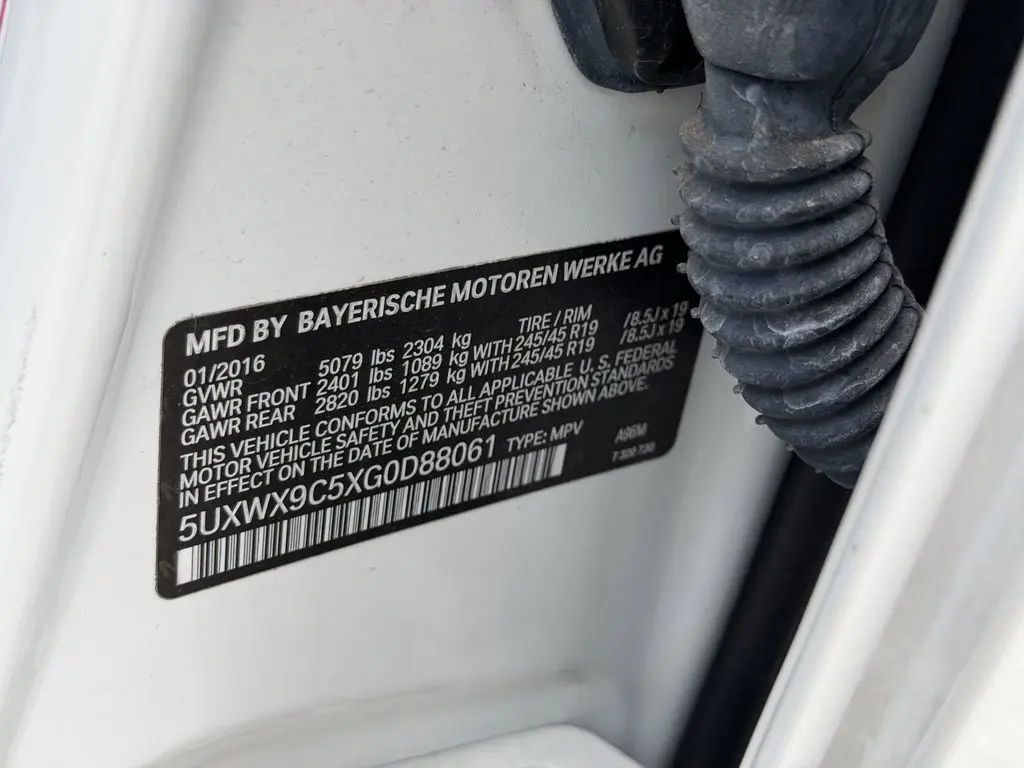 MFD BY BAYERISCHE MOTOREN WERKE AG
01/2016 TIRE / RIM
GVWR 5079 lbs 2304 kg
GAWR FRONT 2401 lbs 1089 kg WITH 245/45 R19 /8.5J x 19
GAWR REAR 2820 lbs 1279 kg WITH 245/45 R19 /8.5J x 19
THIS VEHICLE CONFORMS TO ALL APPLICABLE U. S. FEDERAL
MOTOR VEHICLE SAFETY AND THEFT PREVENTION STANDARDS
IN EFFECT ON THE DATE OF MANUFACTURE SHOWN ABOVE.
5UXWX9C5XG0D88061 TYPE: MPV A96M